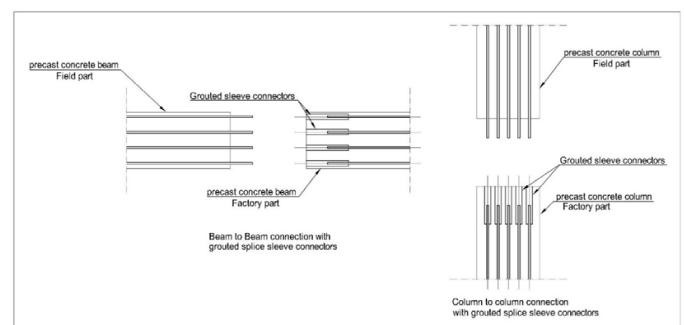 precast concrete beam
Field part
Grouted sleeve connectors
precast concrete beam
Factory part
Beam to Beam connection with
grouted splice sleeve connectors
precast concrete column
Field part
Grouted sleeve connectors
precast concrete column
Factory part
Column to column connection
with grouted splice sleeve connectors